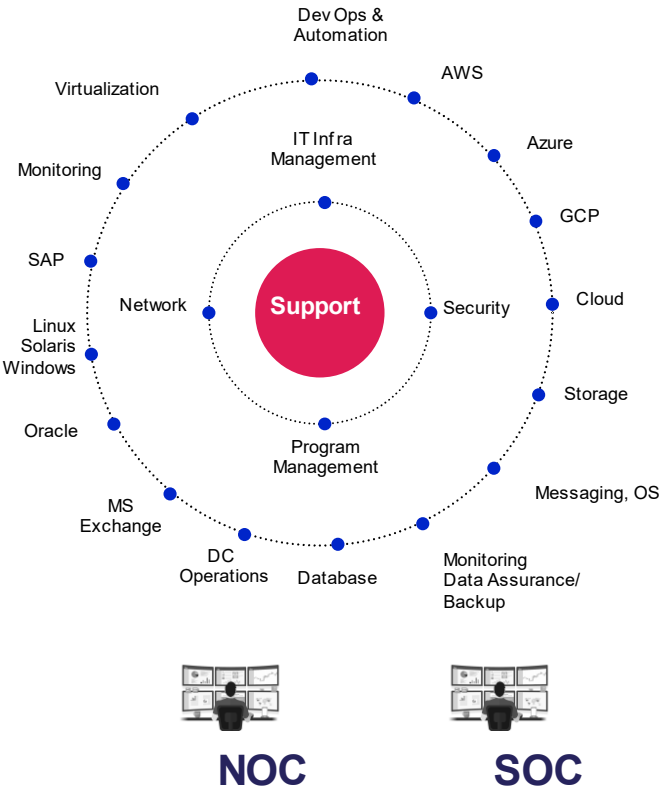 Dev Ops &
Automation
AWS
Virtualization
Azure
IT Infra
Management
Monitoring
GCP
SAP
Network
Support
Security
Cloud
Linux
Solaris
Windows
Storage
Oracle
Program
Management
Messaging, OS
MS
Exchange
DC
Operations
Database
Monitoring
Data Assurance/
Backup
NOC
SOC